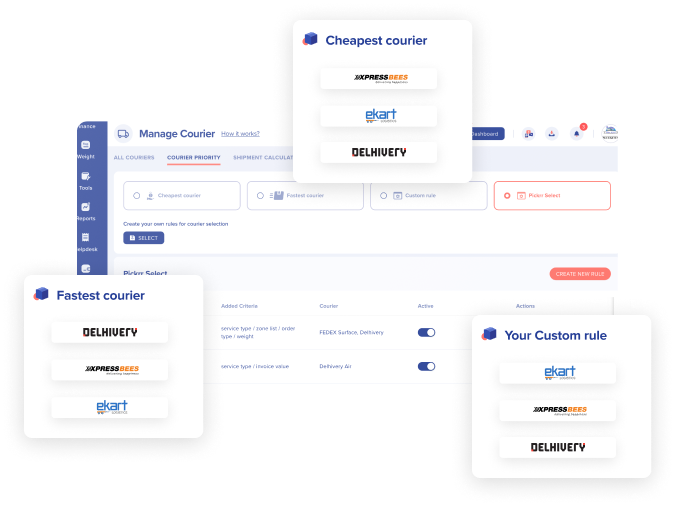 Cheapest courier
XPRESSBEES
ekart
LOGISTICS
DELHIVERY
Manage Courier How it works?
Dashboard
ALL COURIERS COURIER PRIORITY SHIPMENT CALCULAT
Weight
Tools
Reports
elpdesk
Cheapest courier
Fastest courier
Custom rule
Pickrr Select
Create your own rules for courier selection
SELECT
Pickrr Select
CREATE NEW RULE
Added Criteria Courier Active Actions
service type / zone list / order
type / weight
FEDEX Surface, Delhivery
service type / invoice value
Delhivery Air
Fastest courier
DELHIVERY
XPRESSBEES
ekart
LOGISTICS
Your Custom rule
ekart
LOGISTICS
XPRESSBEES
DELHIVERY